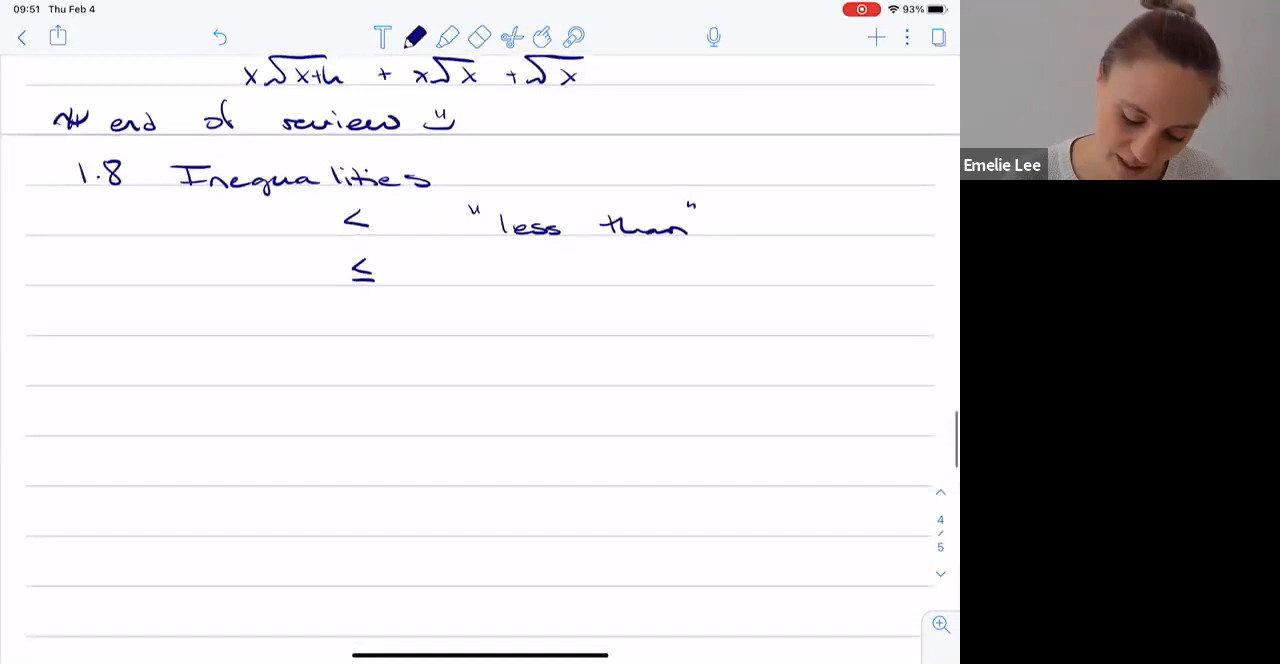 09:51 Thu Feb 4
93%
x√x+h + x√x + √x
end of review
Emelie Lee
1.8 Inequalities
< "less than"
≤
4
/
5